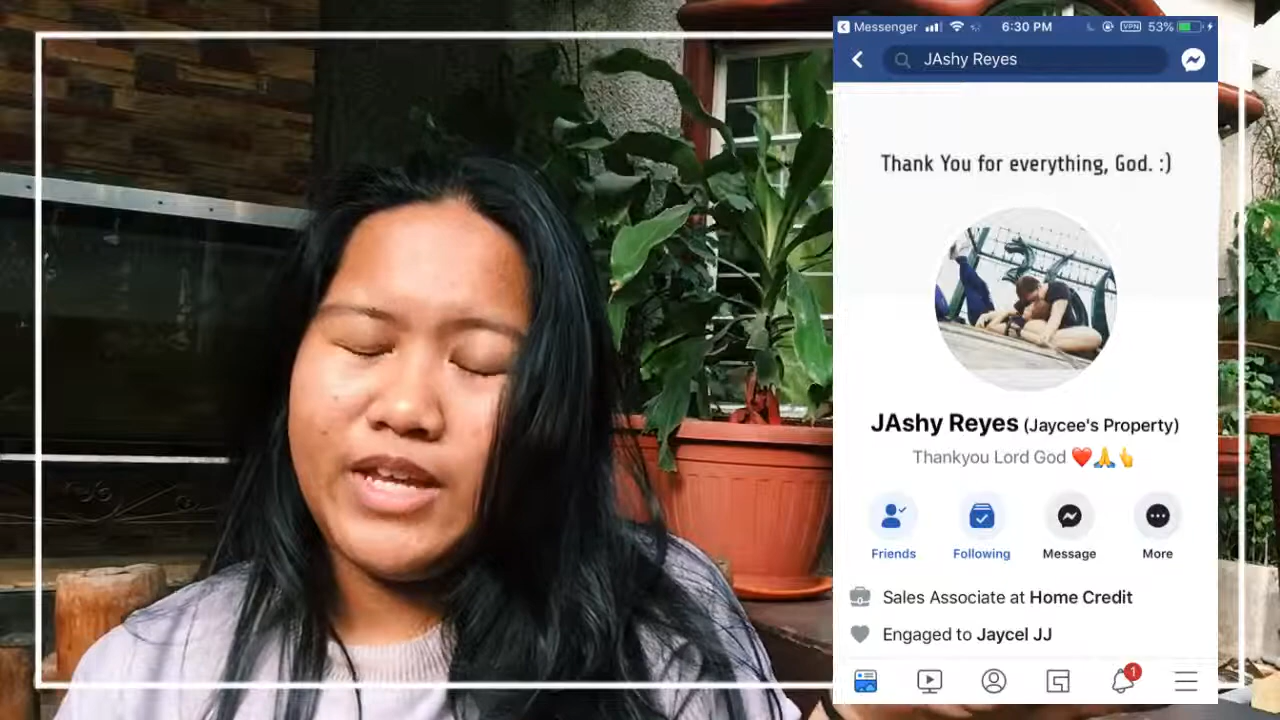 Messenger 6:30 PM VPN 53%
JAshy Reyes
Thank You for everything, God. :)
JAshy Reyes (Jaycee's Property)
Thankyou Lord God ❤️🙏👆
Friends Following Message More
Sales Associate at Home Credit
Engaged to Jaycel JJ
1